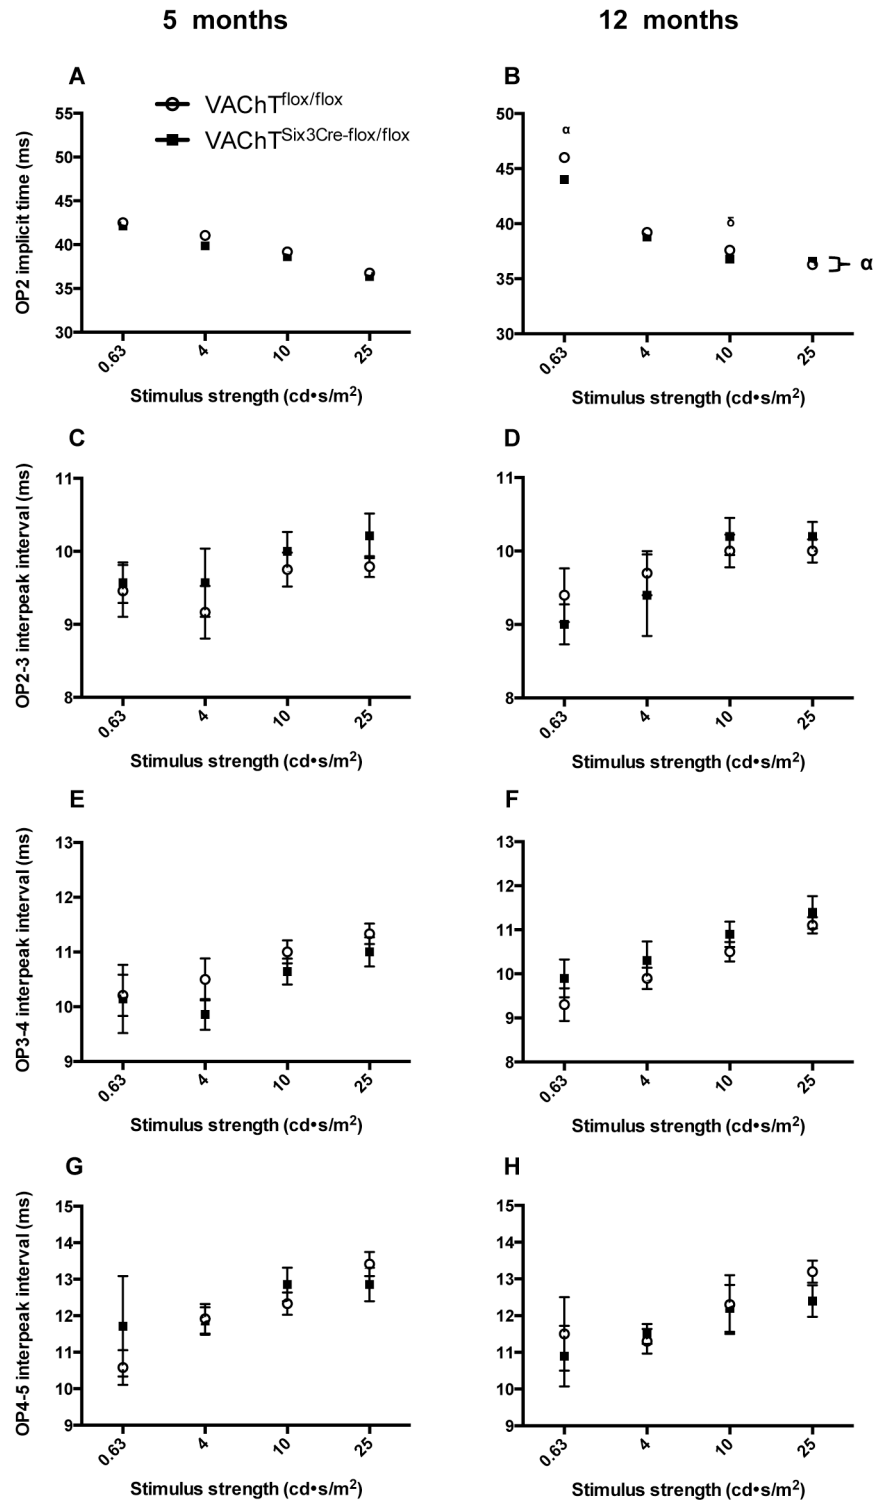 5 months
12 months
A
B
VAChTflox/flox
VAChTSix3Cre-flox/flox
OP2 implicit time (ms)
55
50
45
40
35
30
0.63
4
10
25
Stimulus strength (cd•s/m²)
50
45
40
35
30
α
δ
α
0.63
4
10
25
Stimulus strength (cd•s/m²)
C
D
OP2-3 interpeak interval (ms)
11
10
9
8
0.63
4
10
25
Stimulus strength (cd•s/m²)
11
10
9
8
0.63
4
10
25
Stimulus strength (cd•s/m²)
E
F
OP3-4 interpeak interval (ms)
13
12
11
10
9
0.63
4
10
25
Stimulus strength (cd•s/m²)
13
12
11
10
9
8
0.63
4
10
25
Stimulus strength (cd•s/m²)
G
H
OP4-5 interpeak interval (ms)
15
14
13
12
11
10
9
0.63
4
10
25
Stimulus strength (cd•s/m²)
15
14
13
12
11
10
9
0.63
4
10
25
Stimulus strength (cd•s/m²)